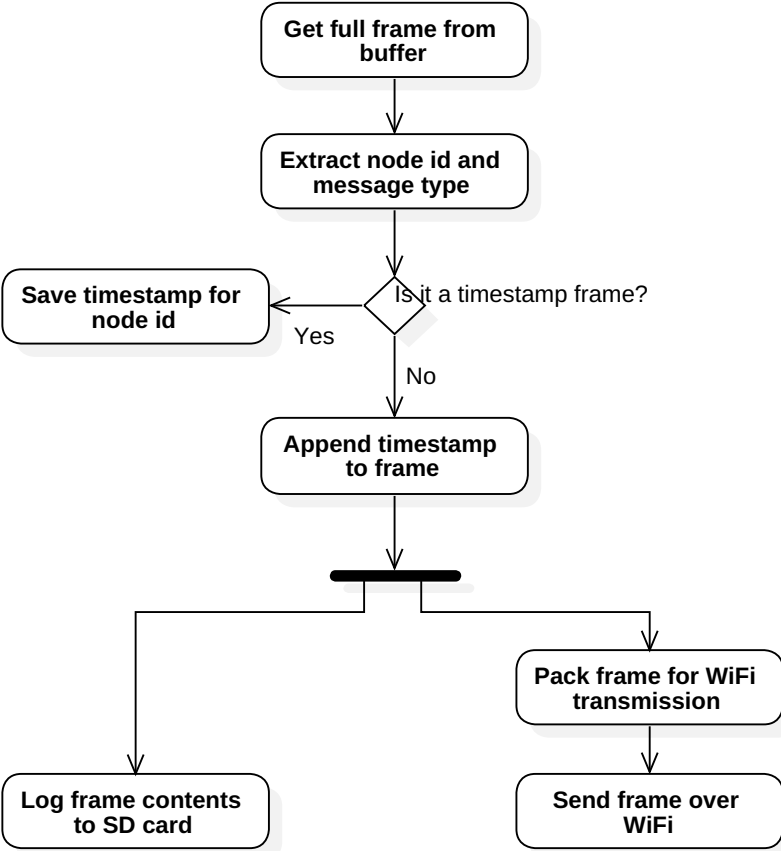 Get full frame from
buffer
Extract node id and
message type
Is it a timestamp frame?
Save timestamp for
node id
Yes
No
Append timestamp
to frame
Pack frame for WiFi
transmission
Log frame contents
to SD card
Send frame over
WiFi